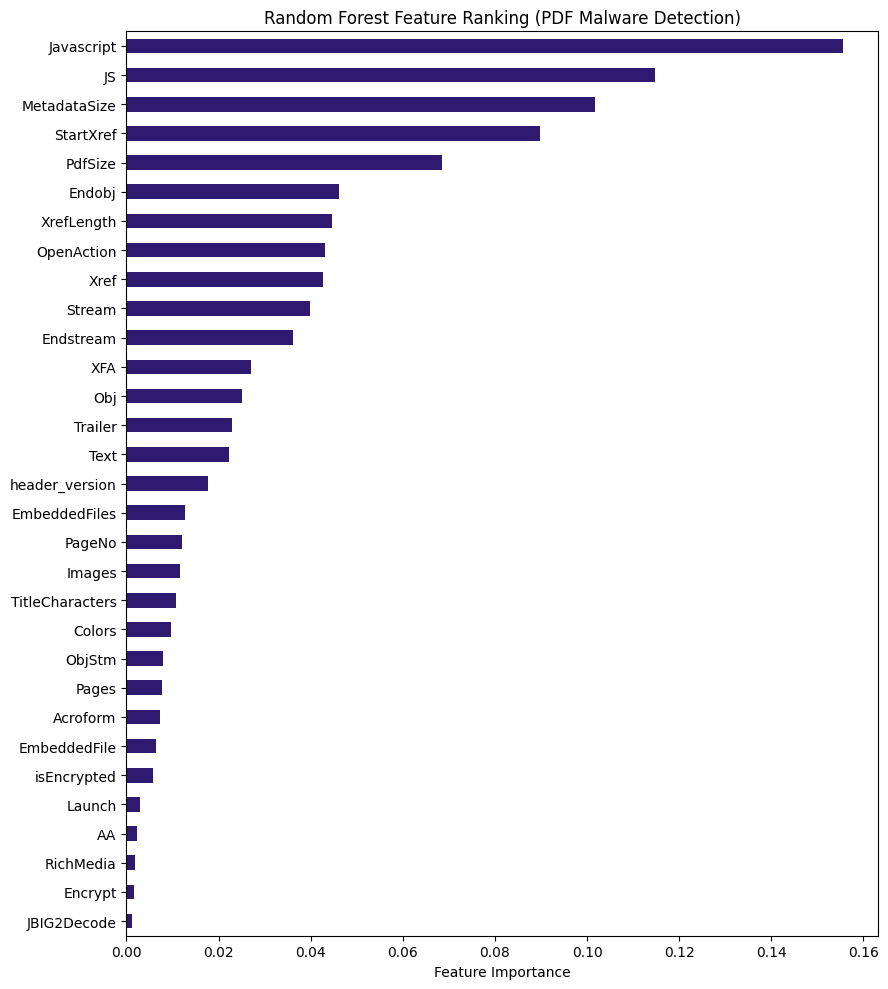 Random Forest Feature Ranking (PDF Malware Detection)
Javascript
JS
MetadataSize
StartXref
PdfSize
Endobj
XrefLength
OpenAction
Xref
Stream
Endstream
XFA
Obj
Trailer
Text
header_version
EmbeddedFiles
PageNo
Images
TitleCharacters
Colors
ObjStm
Pages
Acroform
EmbeddedFile
isEncrypted
Launch
AA
RichMedia
Encrypt
JBIG2Decode
0.00 0.02 0.04 0.06 0.08 0.10 0.12 0.14 0.16
Feature Importance